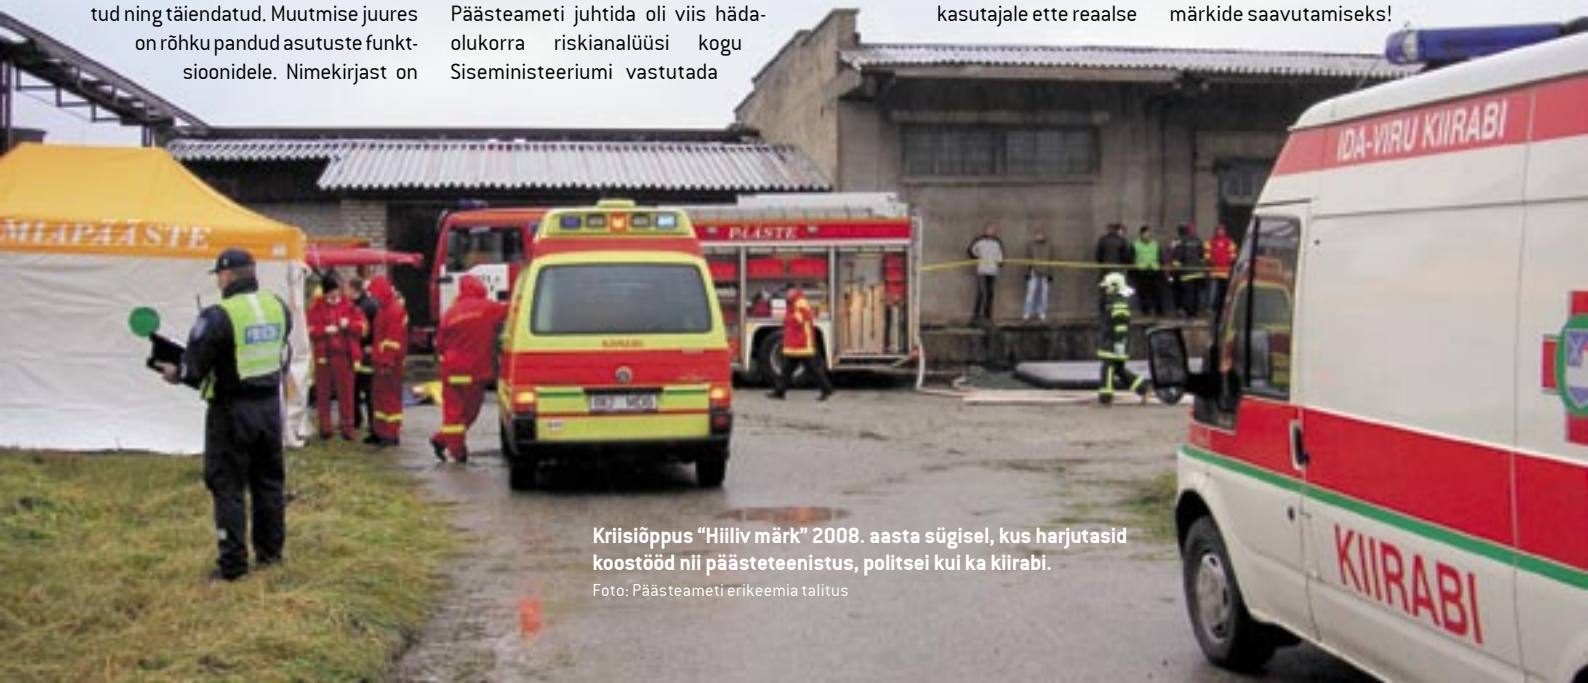 tud ning täiendatud. Muutmise juures
on rõhku pandud asutuste funkt-
sioonidele. Nimekirjast on
Päästeameti juhtida oli viis häda-
olukorra riskianalüüsi kogu
Siseministeeriumi vastutada
kasutajale ette reaalse
märkide saavutamiseks!
IDA-VIRU KIIRABI
MIAPÄÄSTE
PÄÄSTE
KIIRABI
KIIRABI
Kriisiõppus “Hiiliv märk” 2008. aasta sügisel, kus harjutasid
koostööd nii päästeteenistus, politsei kui ka kiirabi.
Foto: Päästeameti erikeemia talitus